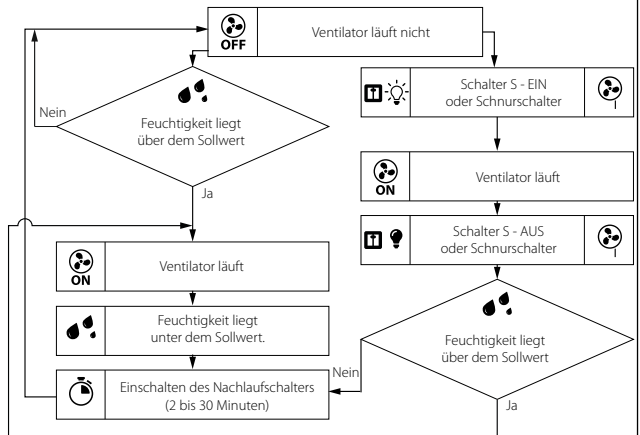 OFF
Ventilator läuft nicht
Schalter S - EIN
oder Schnurschalter
Nein
Feuchtigkeit liegt
über dem Sollwert
Ja
ON
Ventilator läuft
Schalter S - AUS
oder Schnurschalter
ON
Ventilator läuft
Feuchtigkeit liegt
unter dem Sollwert.
Feuchtigkeit liegt
über dem Sollwert
Nein
Einschalten des Nachlaufschalters
(2 bis 30 Minuten)
Ja